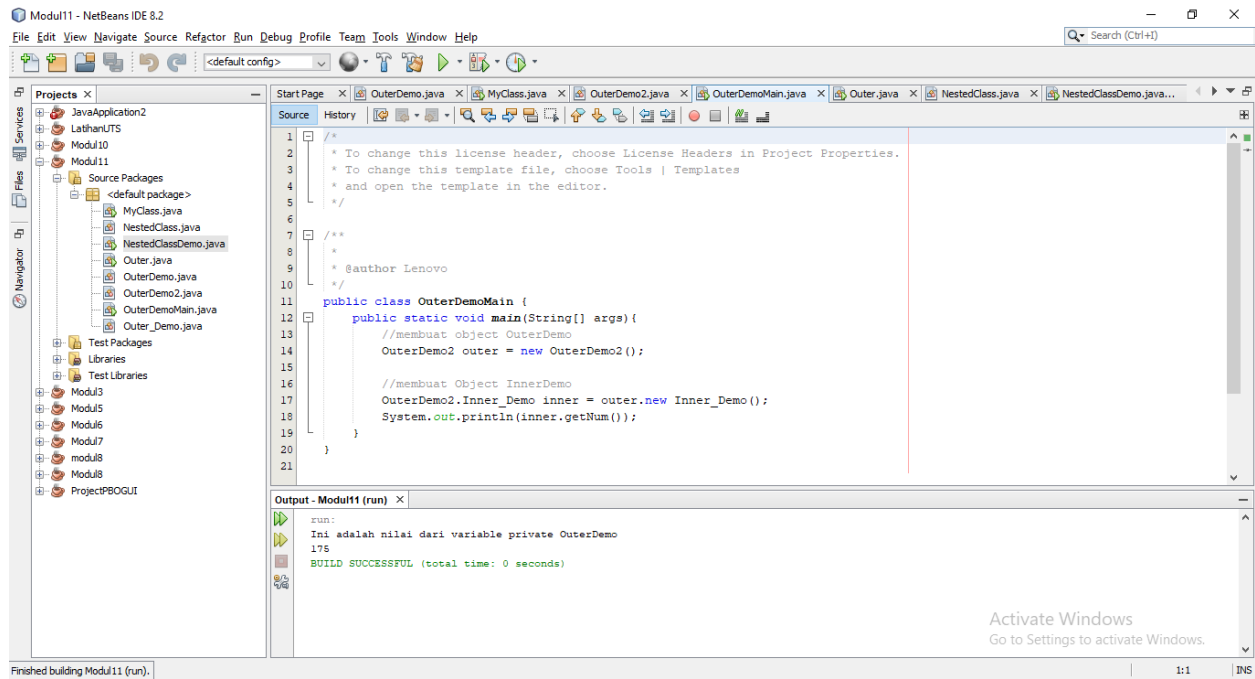 Modul11 - NetBeans IDE 8.2
File Edit View Navigate Source Refactor Run Debug Profile Team Tools Window Help
Search (Ctrl+I)
<default config>
Projects
Start Page
OuterDemo.java
MyClass.java
OuterDemo2.java
OuterDemoMain.java
Outer.java
NestedClass.java
NestedClassDemo.java...
Services
Files
Navigator
JavaApplication2
LatihanUTS
Modul10
Modul11
Source Packages
<default package>
MyClass.java
NestedClass.java
NestedClassDemo.java
Outer.java
OuterDemo.java
OuterDemo2.java
OuterDemoMain.java
Outer_Demo.java
Test Packages
Libraries
Test Libraries
Modul3
Modul5
Modul6
Modul7
modul8
Modul8
ProjectPBOGUI
Source History
1 /*
2 * To change this license header, choose License Headers in Project Properties.
3 * To change this template file, choose Tools | Templates
4 * and open the template in the editor.
5 */
6
7 /**
8 *
9 * @author Lenovo
10 */
11 public class OuterDemoMain {
12 public static void main(String[] args){
13 //membuat object OuterDemo
14 OuterDemo2 outer = new OuterDemo2();
15
16 //membuat Object InnerDemo
17 OuterDemo2.Inner_Demo inner = outer.new Inner_Demo();
18 System.out.println(inner.getNum());
19 }
20 }
21
Output - Modul11 (run)
run:
Ini adalah nilai dari variable private OuterDemo
175
BUILD SUCCESSFUL (total time: 0 seconds)
Activate Windows
Go to Settings to activate Windows.
Finished building Modul11 (run).
1:1
INS